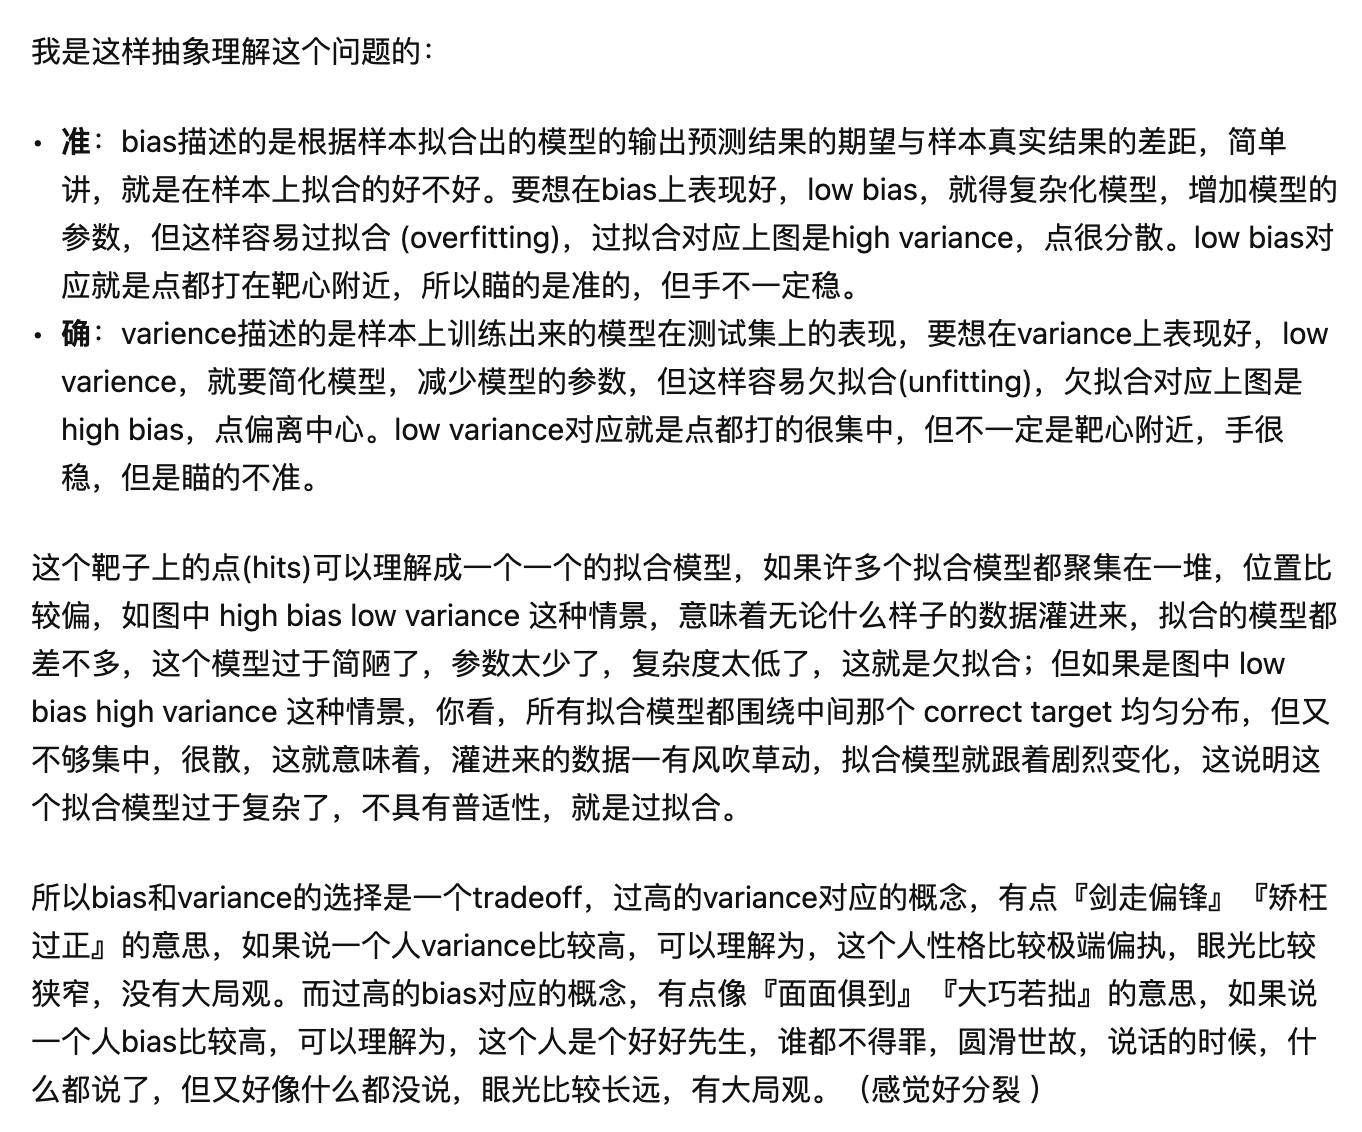 我是这样抽象理解这个问题的：
• 准：bias描述的是根据样本拟合出的模型的输出预测结果的期望与样本真实结果的差距，简单
讲，就是在样本上拟合的好不好。要想在bias上表现好，low bias，就得复杂化模型，增加模型的
参数，但这样容易过拟合 (overfitting)，过拟合对应上图是high variance，点很分散。low bias对
应就是点都打在靶心附近，所以瞄的是准的，但手不一定稳。
• 确：varience描述的是样本上训练出来的模型在测试集上的表现，要想在variance上表现好，low
varience，就要简化模型，减少模型的参数，但这样容易欠拟合(unfitting)，欠拟合对应上图是
high bias，点偏离中心。low variance对应就是点都打的很集中，但不一定是靶心附近，手很
稳，但是瞄的不准。
这个靶子上的点(hits)可以理解成一个一个的拟合模型，如果许多个拟合模型都聚集在一堆，位置比
较偏，如图中 high bias low variance 这种情景，意味着无论什么样子的数据灌进来，拟合的模型都
差不多，这个模型过于简陋了，参数太少了，复杂度太低了，这就是欠拟合；但如果是图中 low
bias high variance 这种情景，你看，所有拟合模型都围绕中间那个 correct target 均匀分布，但又
不够集中，很散，这就意味着，灌进来的数据一有风吹草动，拟合模型就跟着剧烈变化，这说明这
个拟合模型过于复杂了，不具有普适性，就是过拟合。
所以bias和variance的选择是一个tradeoff，过高的variance对应的概念，有点『剑走偏锋』『矫枉
过正』的意思，如果说一个人variance比较高，可以理解为，这个人性格比较极端偏执，眼光比较
狭窄，没有大局观。而过高的bias对应的概念，有点像『面面俱到』『大巧若拙』的意思，如果说
一个人bias比较高，可以理解为，这个人是个好好先生，谁都不得罪，圆滑世故，说话的时候，什
么都说了，但又好像什么都没说，眼光比较长远，有大局观。（感觉好分裂 ）